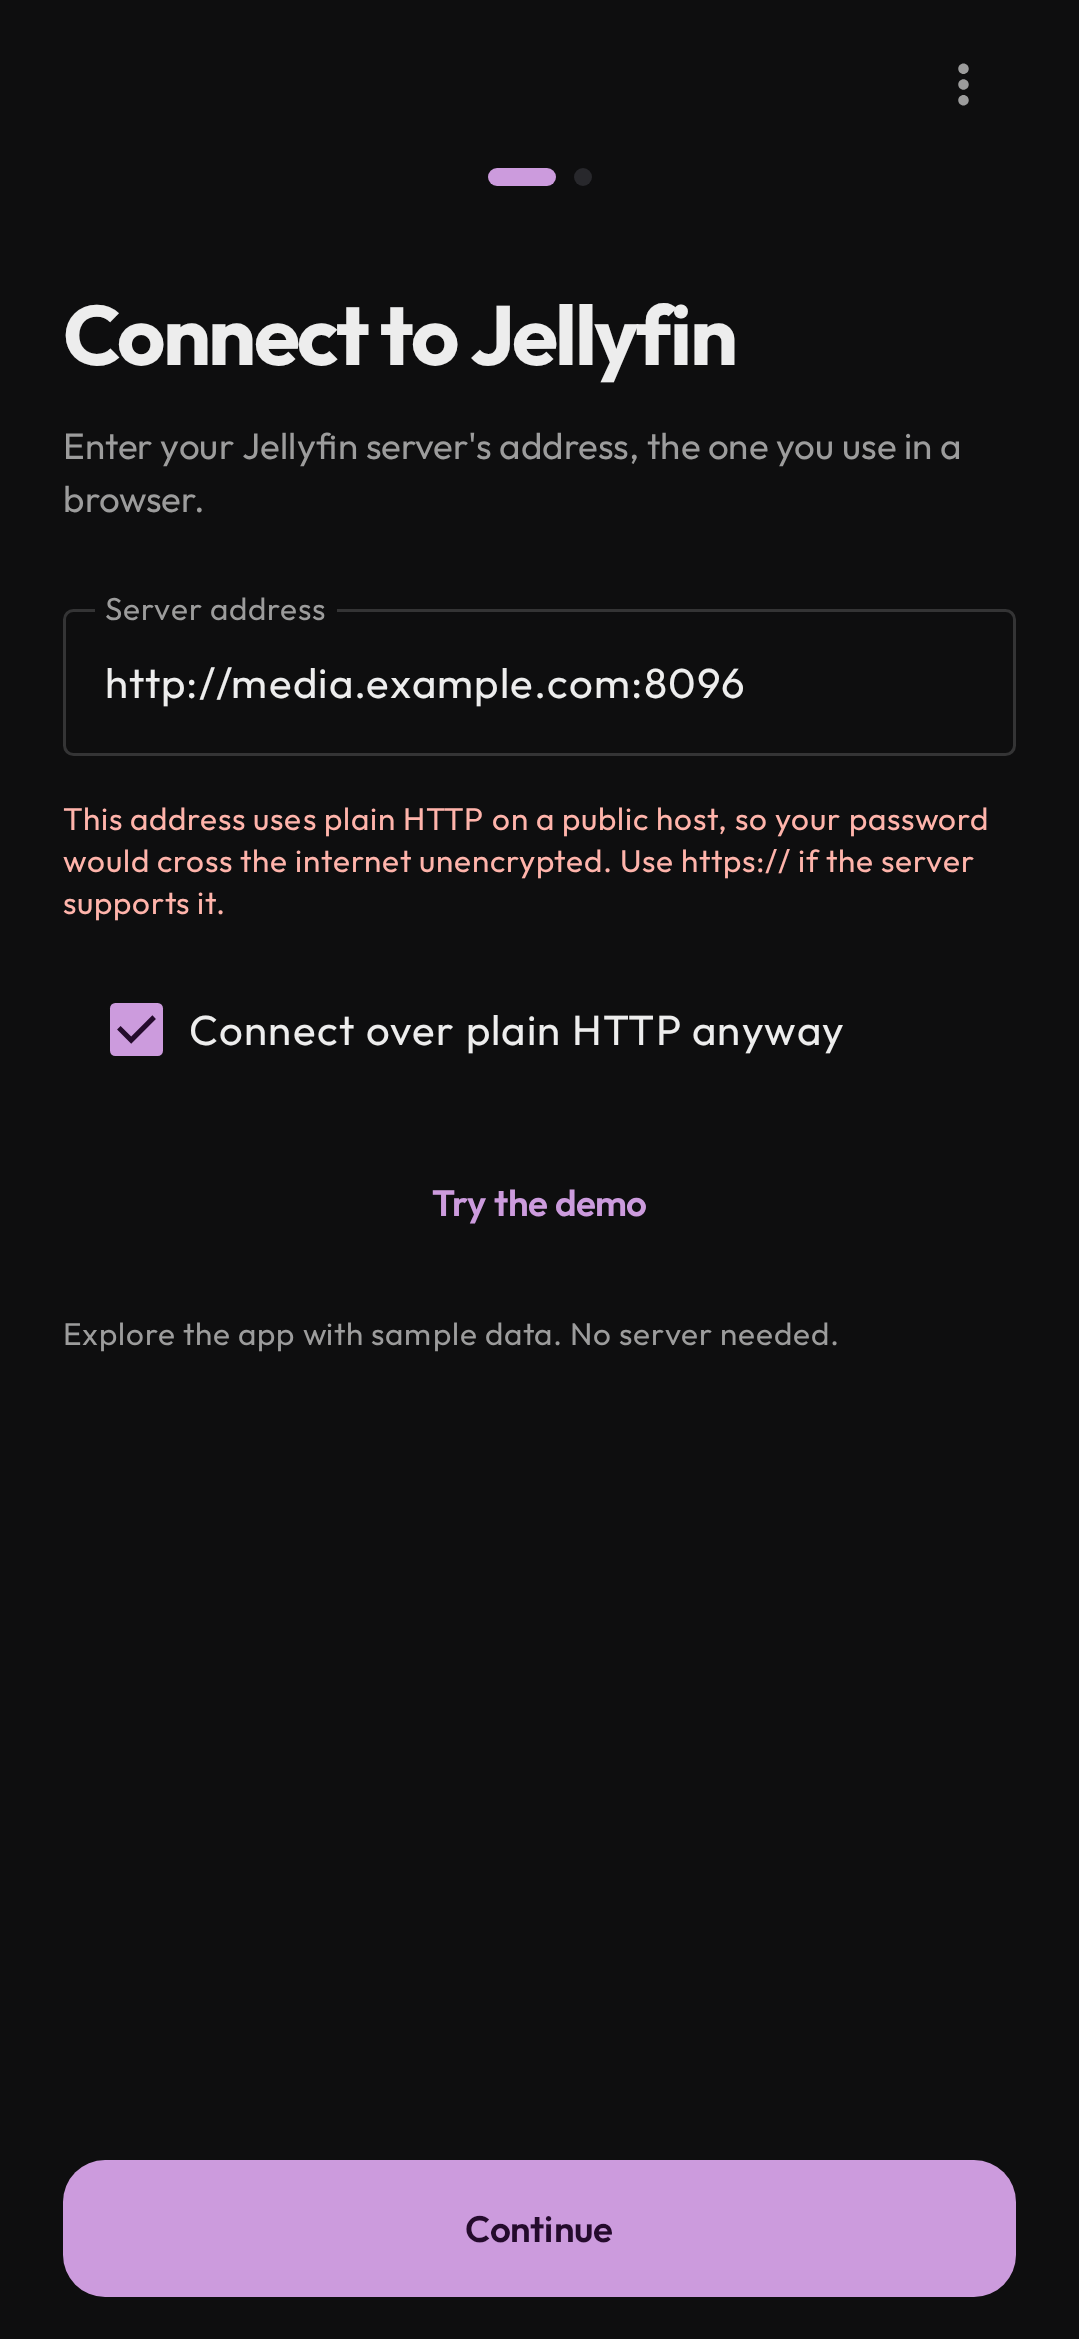 Connect to Jellyfin
Enter your Jellyfin server's address, the one you use in a
browser.
Server address
http://media.example.com:8096
This address uses plain HTTP on a public host, so your password
would cross the internet unencrypted. Use https:// if the server
supports it.
Connect over plain HTTP anyway
Try the demo
Explore the app with sample data. No server needed.
Continue